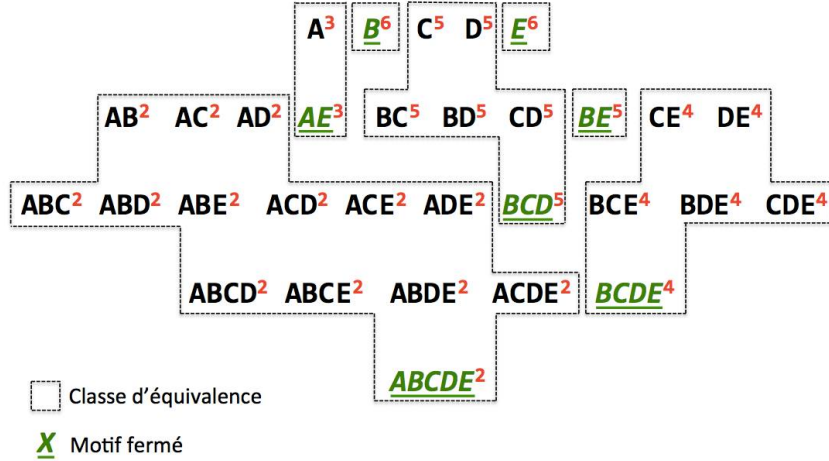 A³ B⁶ C⁵ D⁵ E⁶
AB² AC² AD² AE³ BC⁵ BD⁵ CD⁵ BE⁵ CE⁴ DE⁴
ABC² ABD² ABE² ACD² ACE² ADE² BCD⁵ BCE⁴ BDE⁴ CDE⁴
ABCD² ABCE² ABDE² ACDE² BCDE⁴
ABCDE²
Classe d'équivalence
X Motif fermé